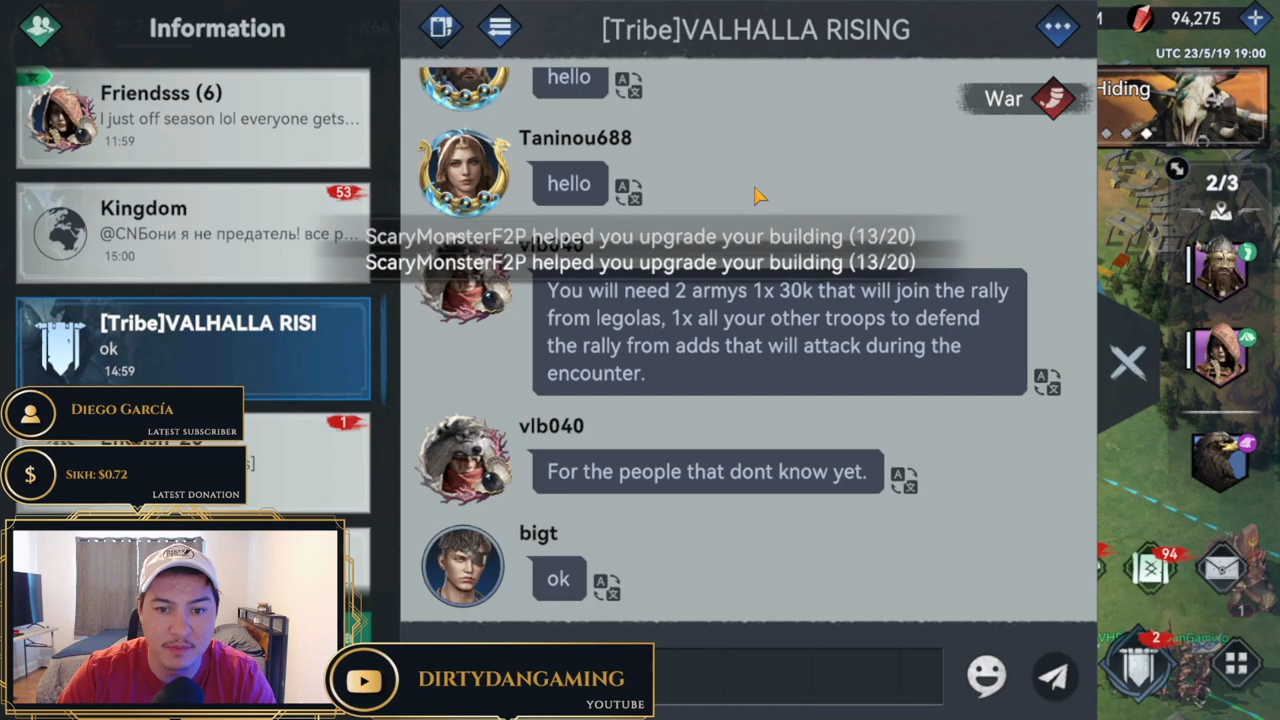 Information
Friendsss (6)
I just off season lol everyone gets...
11:59
53
Kingdom
@CNБони я не предатель! все р...
15:00
[Tribe]VALHALLA RISI
ok
14:59
1
DIEGO GARCÍA
LATEST SUBSCRIBER
SIKH: $0.72
LATEST DONATION
[Tribe]VALHALLA RISING
hello
War
Taninou688
hello
ScaryMonsterF2P helped you upgrade your building (13/20)
ScaryMonsterF2P helped you upgrade your building (13/20)
vlb040
You will need 2 armys 1x 30k that will join the rally
from legolas, 1x all your other troops to defend
the rally from adds that will attack during the
encounter.
vlb040
For the people that dont know yet.
bigt
ok
DIRTYDANGAMING
YOUTUBE
94,275
UTC 23/5/19 19:00
Hiding
2/3
94
1
2